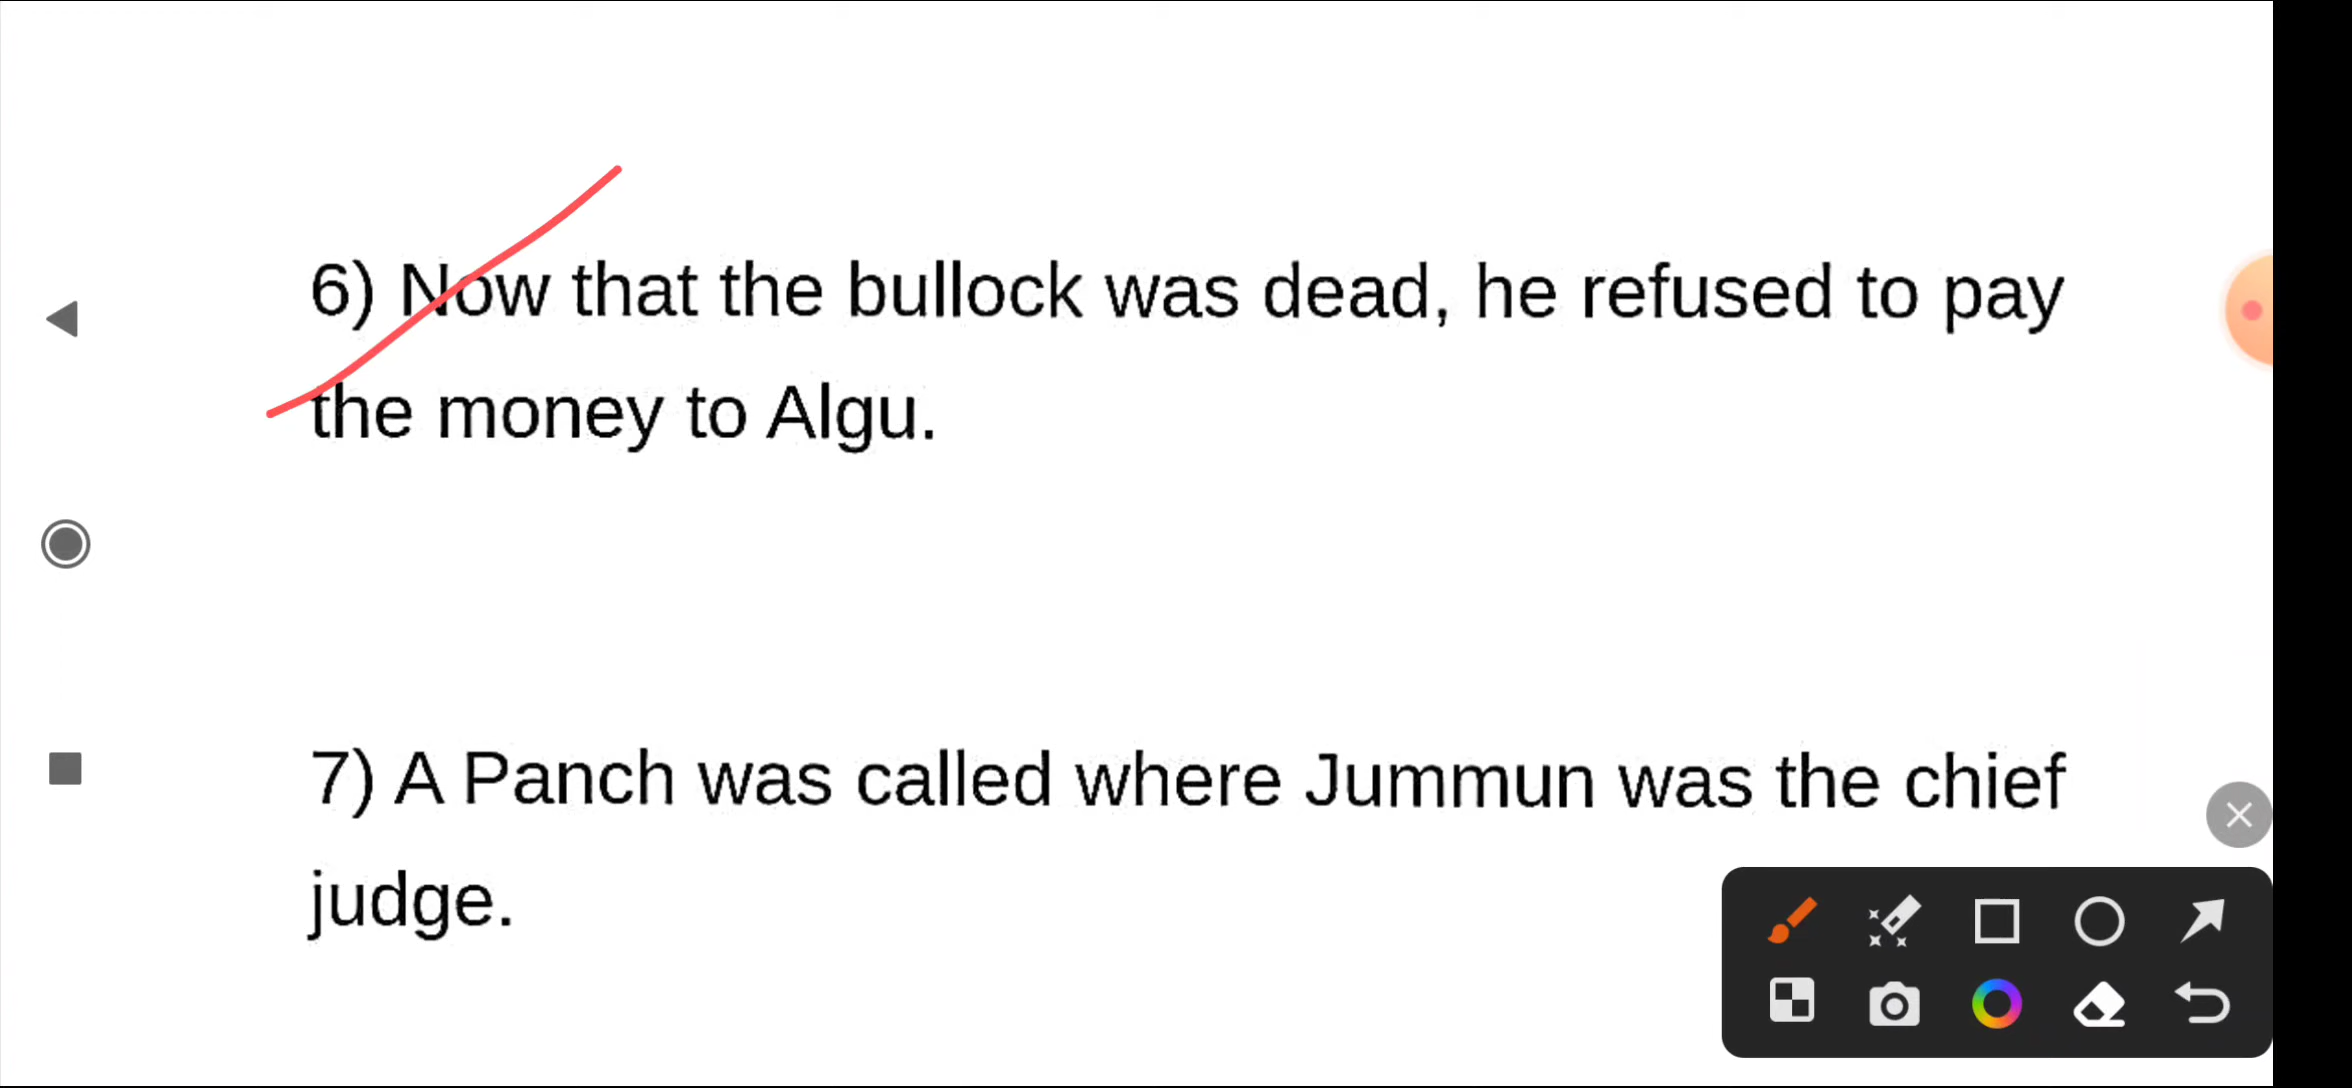 6) Now that the bullock was dead, he refused to pay
the money to Algu.
7) A Panch was called where Jummun was the chief
judge.